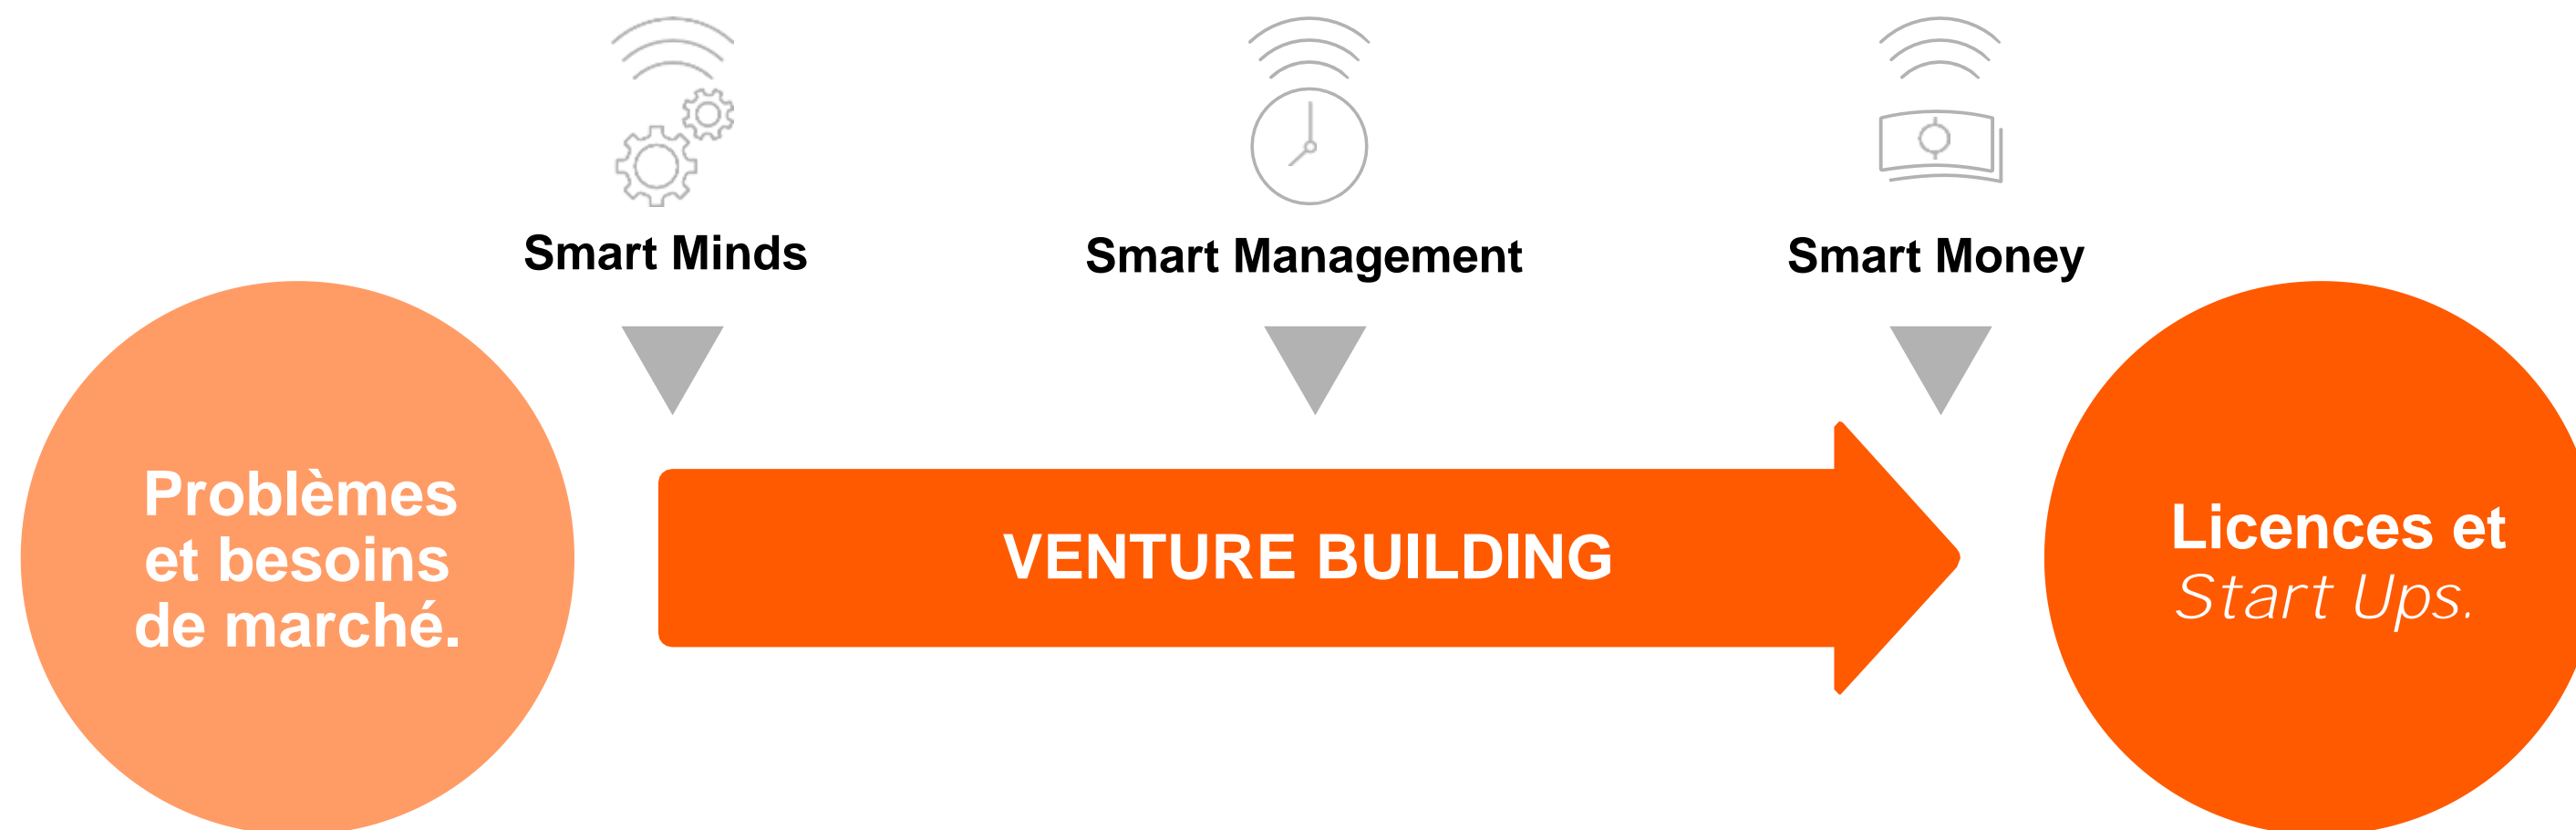 Smart Minds
Smart Management
Smart Money
Problèmes
et besoins
de marché.
VENTURE BUILDING
Licences et
Start Ups.